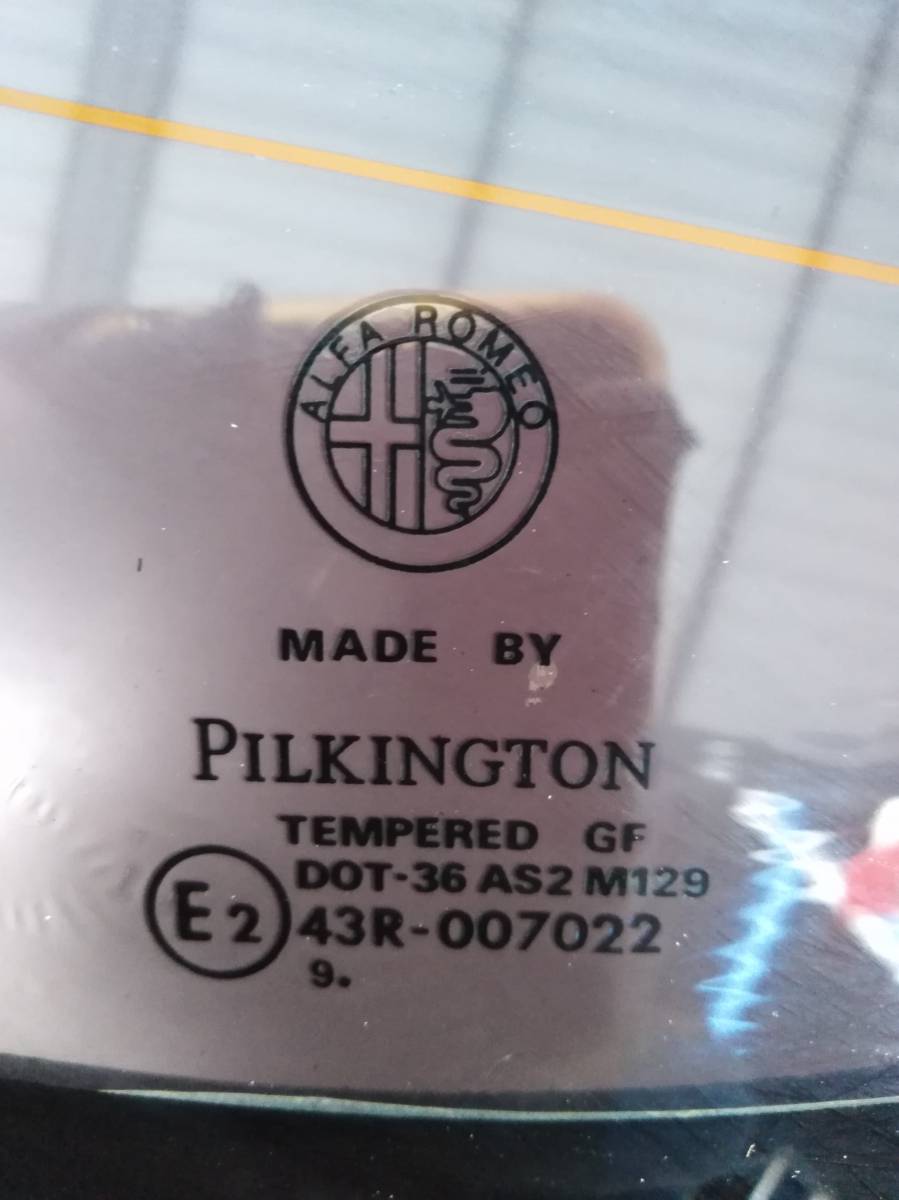 ALFA ROMEO
MADE BY
PILKINGTON
TEMPERED GF
DOT-36 AS2 M129
E2 43R-007022
9.